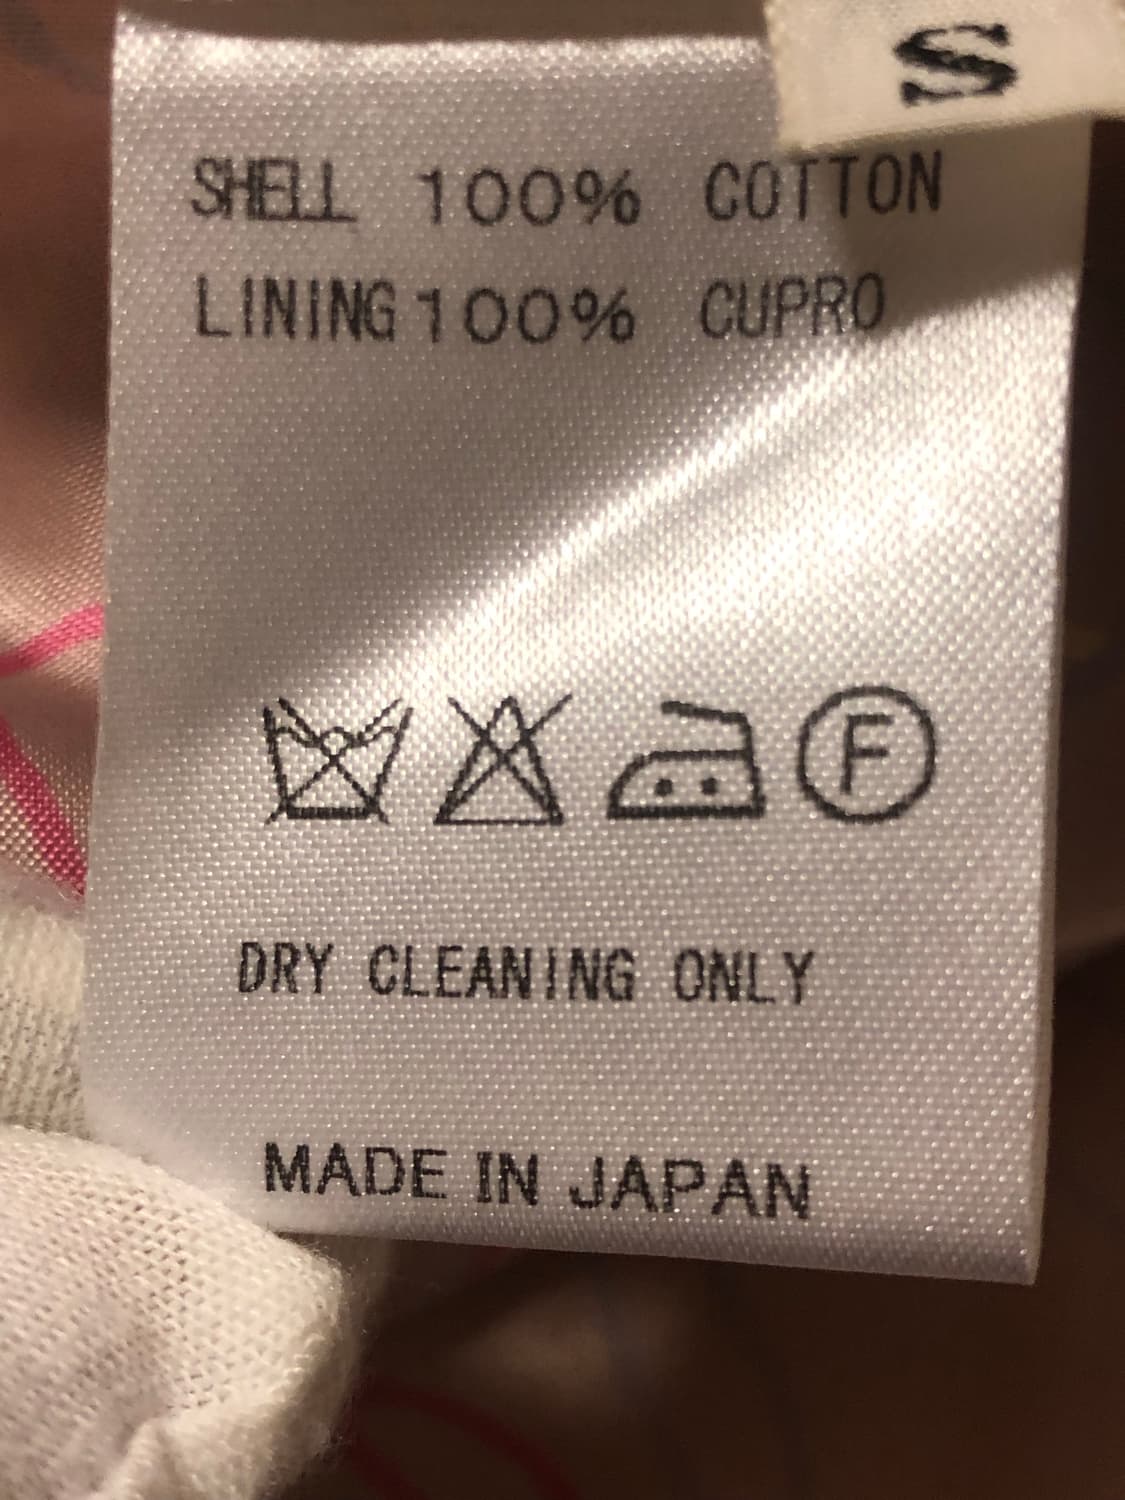 S
SHELL 100% COTTON
LINING 100% CUPRO
F
DRY CLEANING ONLY
MADE IN JAPAN